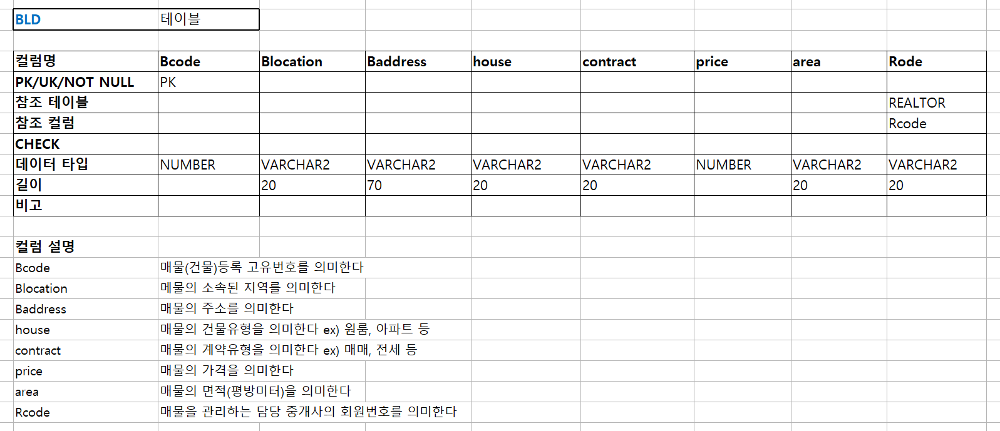 BLD 테이블
컬럼명 Bcode Blocation Baddress house contract price area Rode
PK/UK/NOT NULL PK
참조 테이블 REALTOR
참조 컬럼 Rcode
CHECK
데이터 타입 NUMBER VARCHAR2 VARCHAR2 VARCHAR2 VARCHAR2 NUMBER VARCHAR2 VARCHAR2
길이 20 70 20 20 20 20
비고
컬럼 설명
Bcode 매물(건물)등록 고유번호를 의미한다
Blocation 메물의 소속된 지역를 의미한다
Baddress 매물의 주소를 의미한다
house 매물의 건물유형을 의미한다 ex) 원룸, 아파트 등
contract 매물의 계약유형을 의미한다 ex) 매매, 전세 등
price 매물의 가격을 의미한다
area 매물의 면적(평방미터)을 의미한다
Rcode 매물을 관리하는 담당 중개사의 회원번호를 의미한다